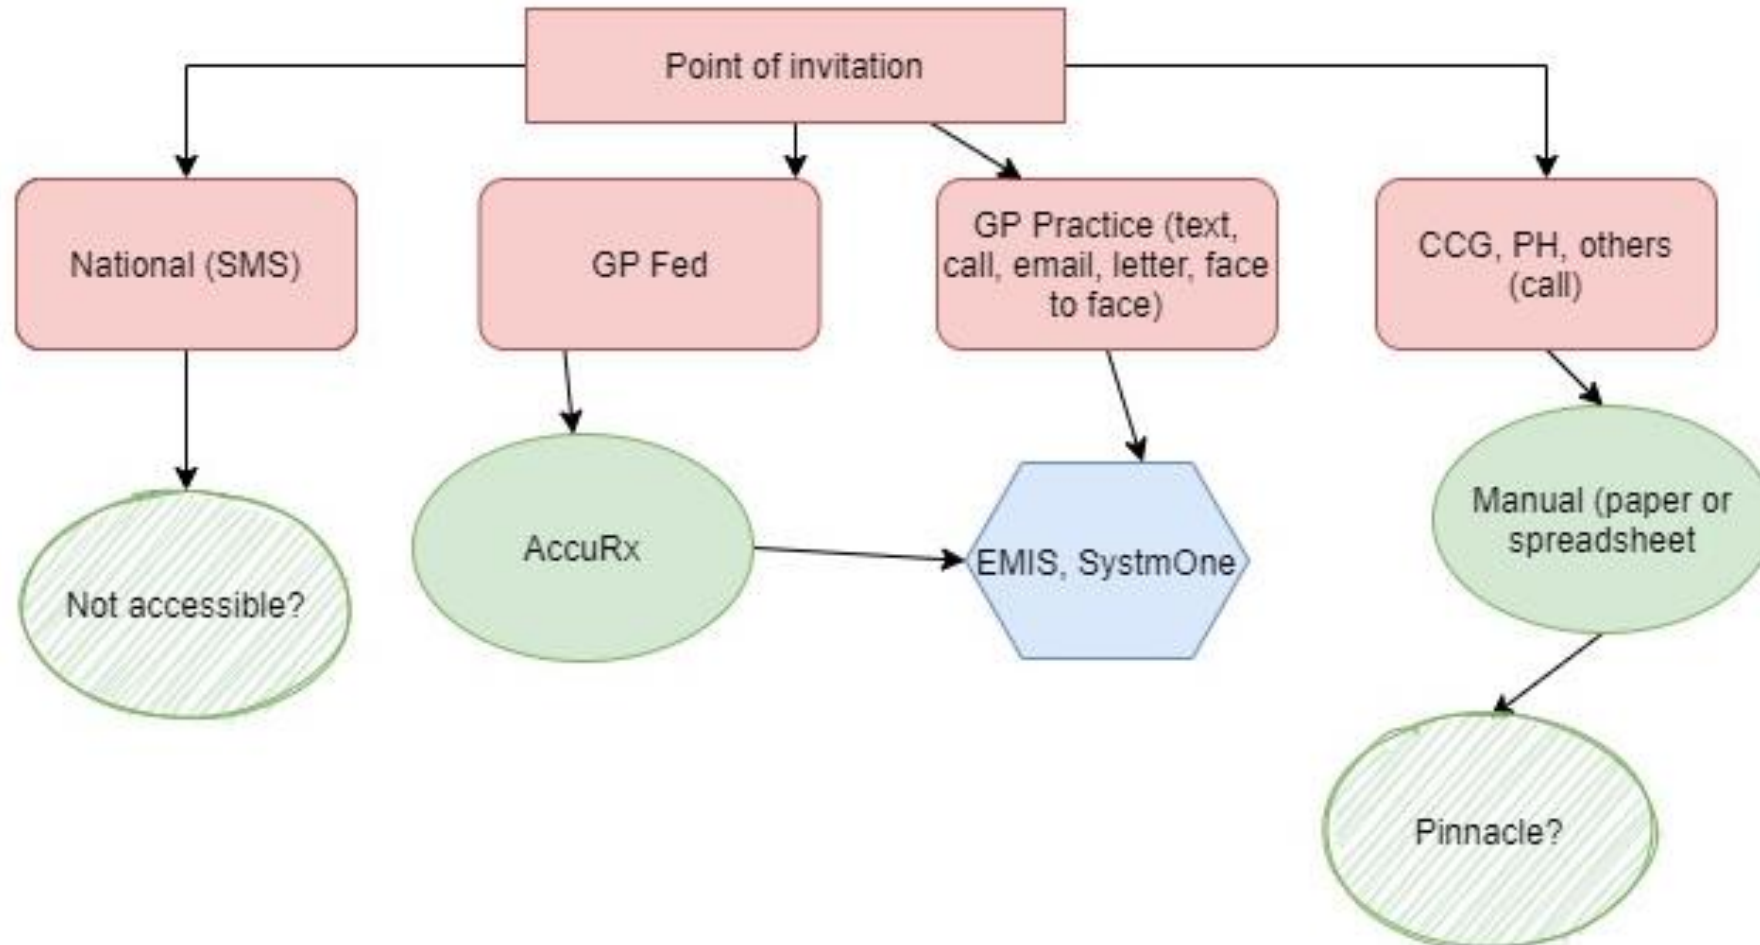 Point of invitation
National (SMS)
GP Fed
GP Practice (text,
call, email, letter, face
to face)
CCG, PH, others
(call)
Not accessible?
AccuRx
EMIS, SystmOne
Manual (paper or
spreadsheet
Pinnacle?